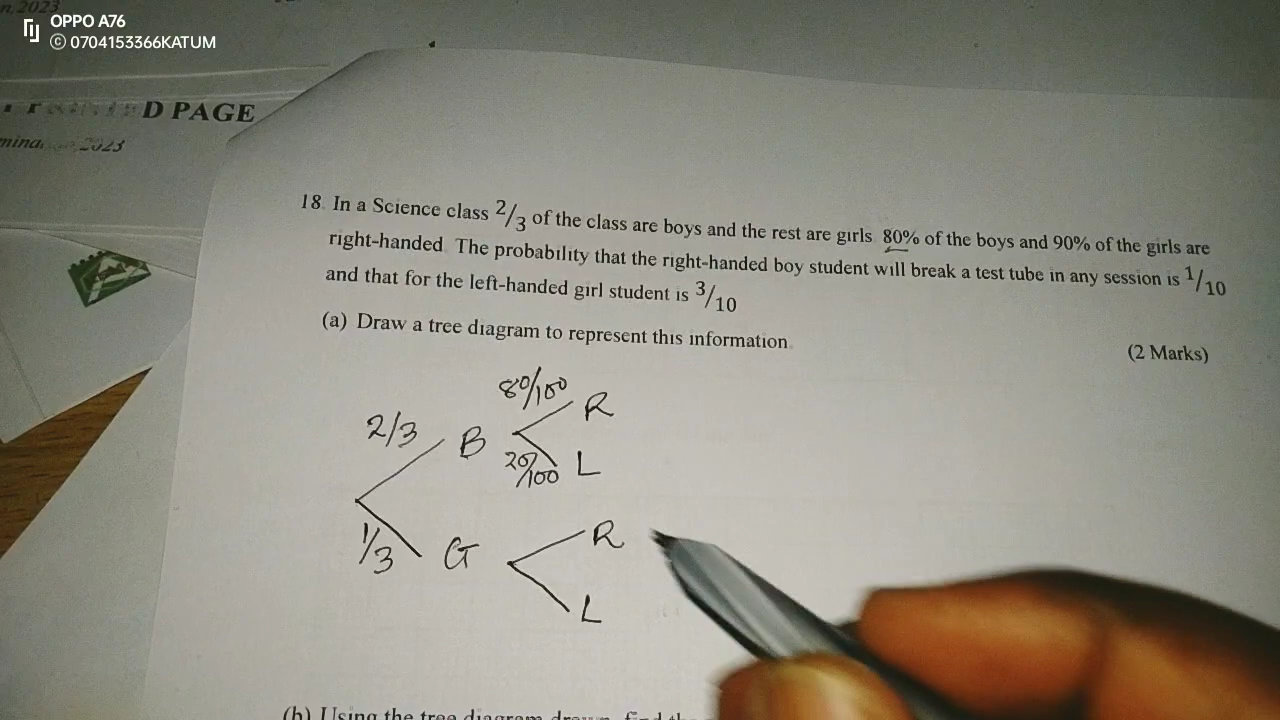 n, 2023
OPPO A76
© 0704153366KATUM
D PAGE
2023
18. In a Science class 2/3 of the class are boys and the rest are girls. 80% of the boys and 90% of the girls are
right-handed. The probability that the right-handed boy student will break a test tube in any session is 1/10
and that for the left-handed girl student is 3/10
(a) Draw a tree diagram to represent this information.
(2 Marks)
80/100
R
2/3
B
20/100
L
1/3
G
R
L
(b) Using the tree diagram drawn, find the